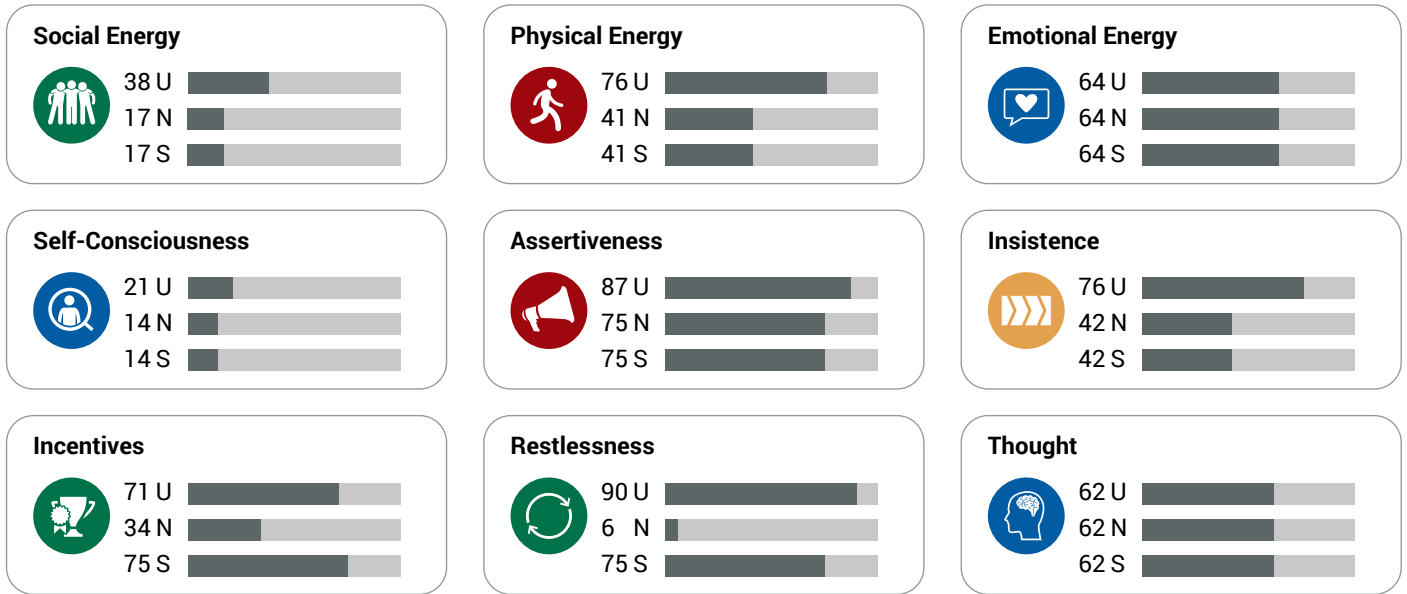 Social Energy
38 U
17 N
17 S
Physical Energy
76 U
41 N
41 S
Emotional Energy
64 U
64 N
64 S
Self-Consciousness
21 U
14 N
14 S
Assertiveness
87 U
75 N
75 S
Insistence
76 U
42 N
42 S
Incentives
71 U
34 N
75 S
Restlessness
90 U
6 N
75 S
Thought
62 U
62 N
62 S